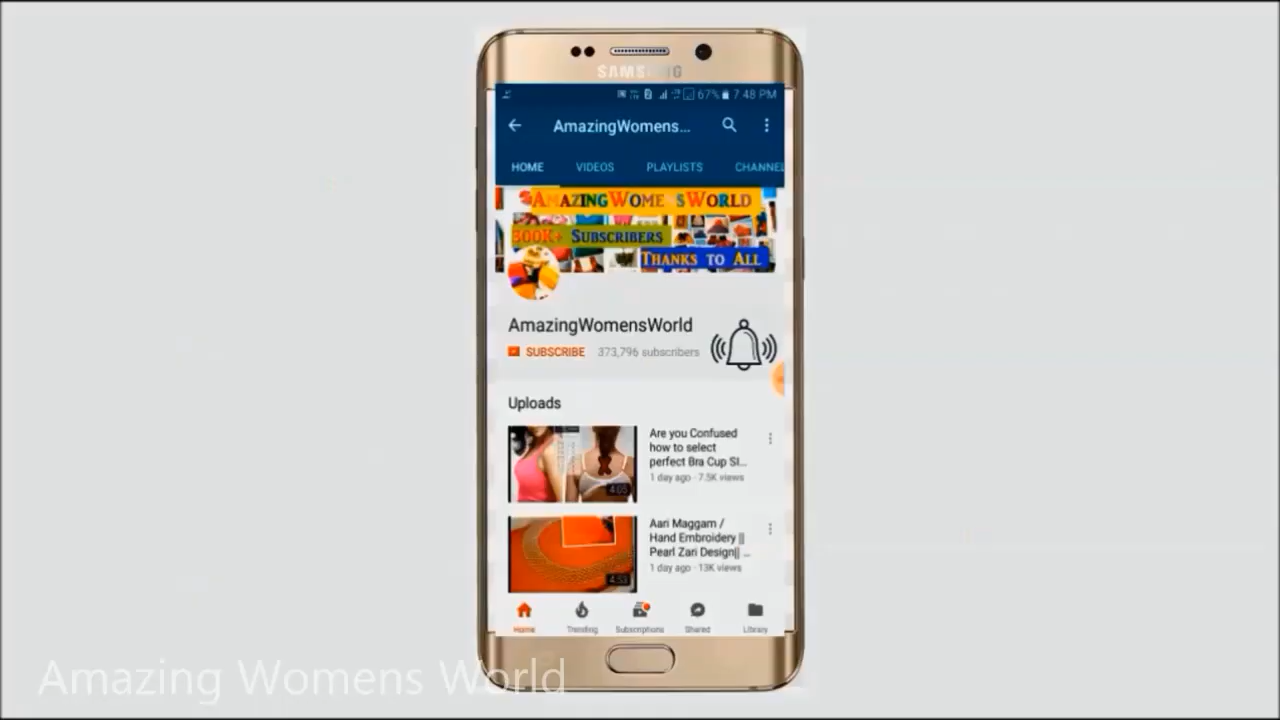 SAMSUNG
67% 7.48 PM
AmazingWomens...
HOME VIDEOS PLAYLISTS CHANNEL
AMAZINGWOMENSWORLD
300K+ SUBSCRIBERS
THANKS TO ALL
AmazingWomensWorld
SUBSCRIBE 373,796 subscribers
Uploads
Are you Confused
how to select
perfect Bra Cup SI...
1 day ago · 7.5K views
4:05
Aari Maggam /
Hand Embroidery ||
Pearl Zari Design|| ...
1 day ago · 13K views
4:53
Home Trending Subscriptions Shared Library
Amazing Womens World